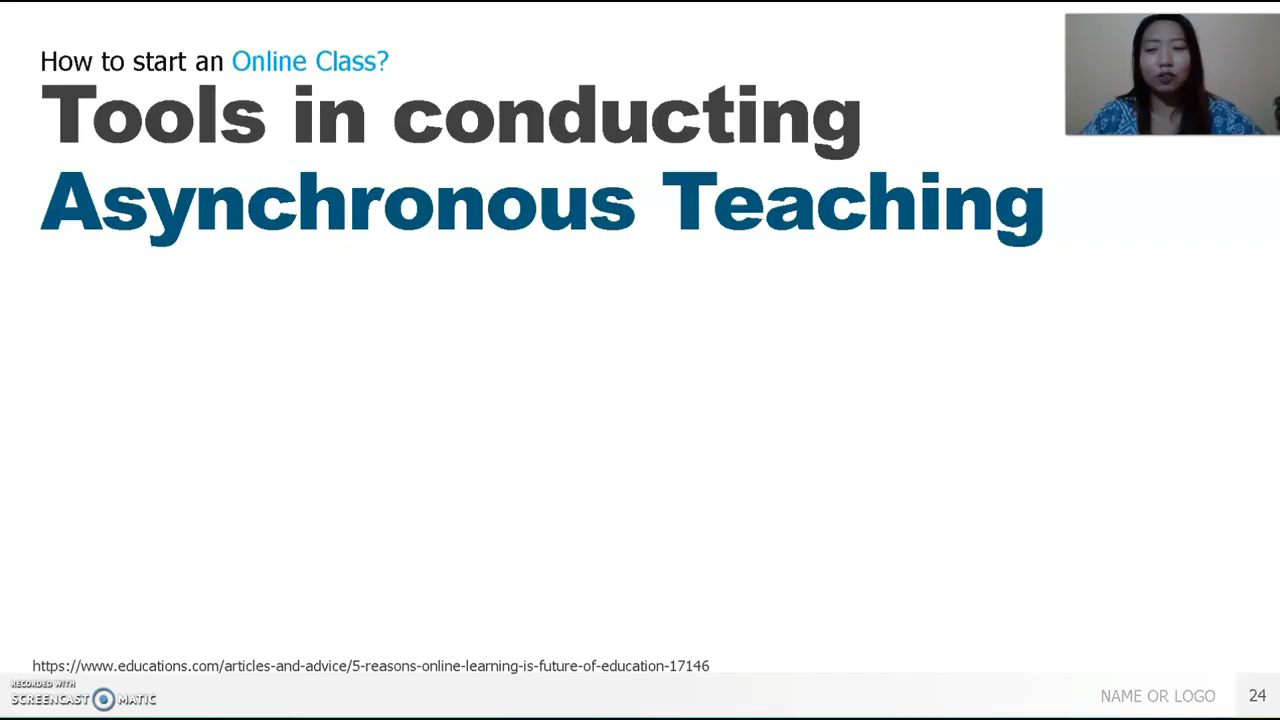 How to start an Online Class?
Tools in conducting
Asynchronous Teaching
https://www.educations.com/articles-and-advice/5-reasons-online-learning-is-future-of-education-17146
RECORDED WITH
SCREENCAST MATIC
NAME OR LOGO
24